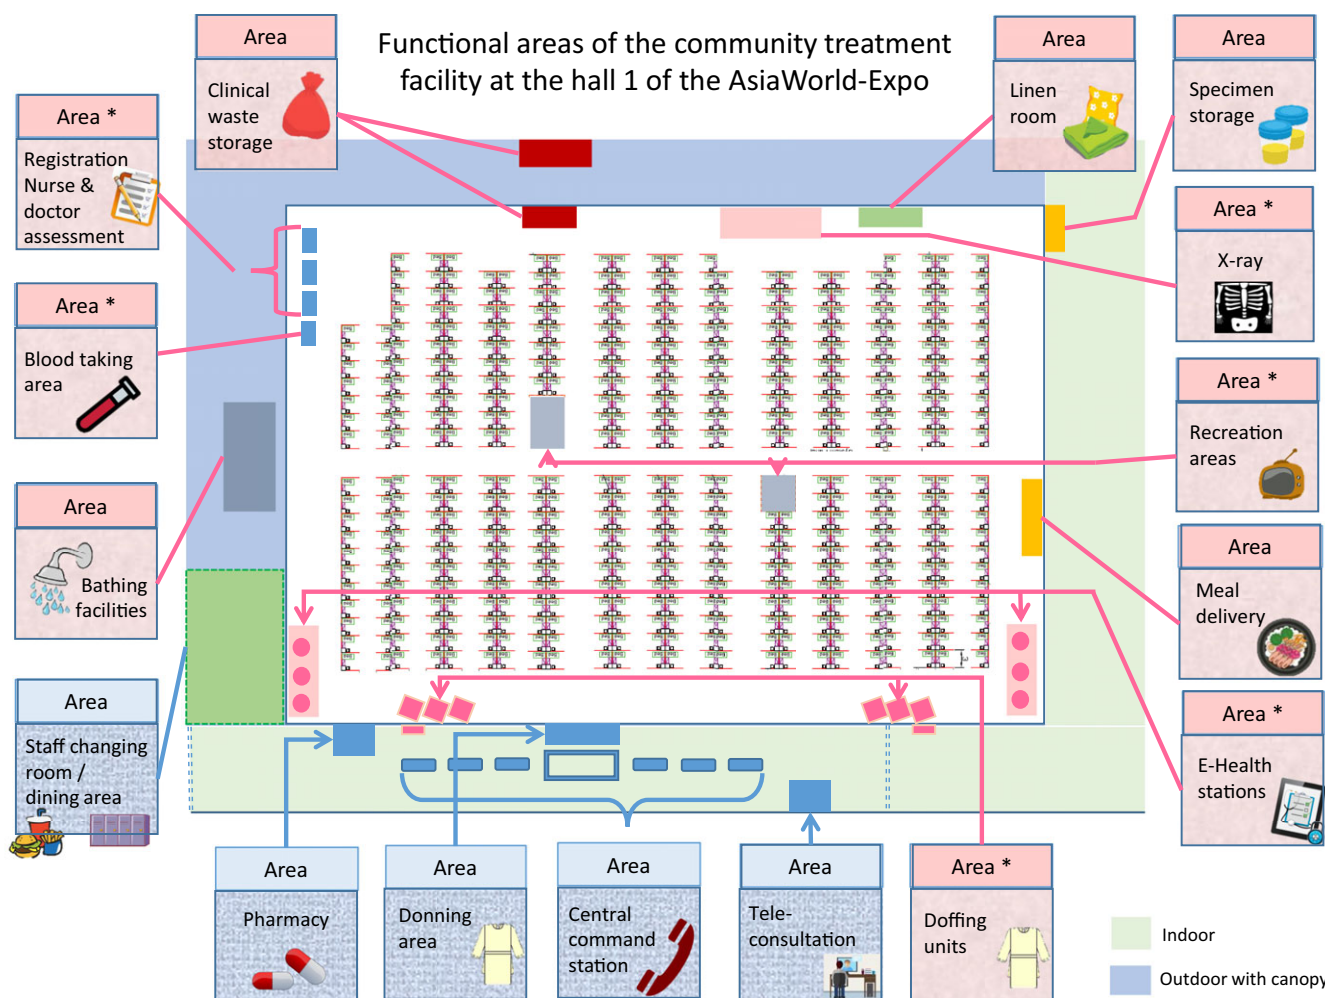 Functional areas of the community treatment
facility at the hall 1 of the AsiaWorld-Expo
Area
Clinical
waste
storage
Area
Linen
room
Area
Specimen
storage
Area *
Registration
Nurse &
doctor
assessment
Area *
X-ray
Area *
Blood taking
area
Area *
Recreation
areas
Area
Bathing
facilities
Area
Meal
delivery
Area
Staff changing
room /
dining area
Area *
E-Health
stations
Area
Pharmacy
Area
Donning
area
Area
Central
command
station
Area
Tele-
consultation
Area *
Doffing
units
Indoor
Outdoor with canopy